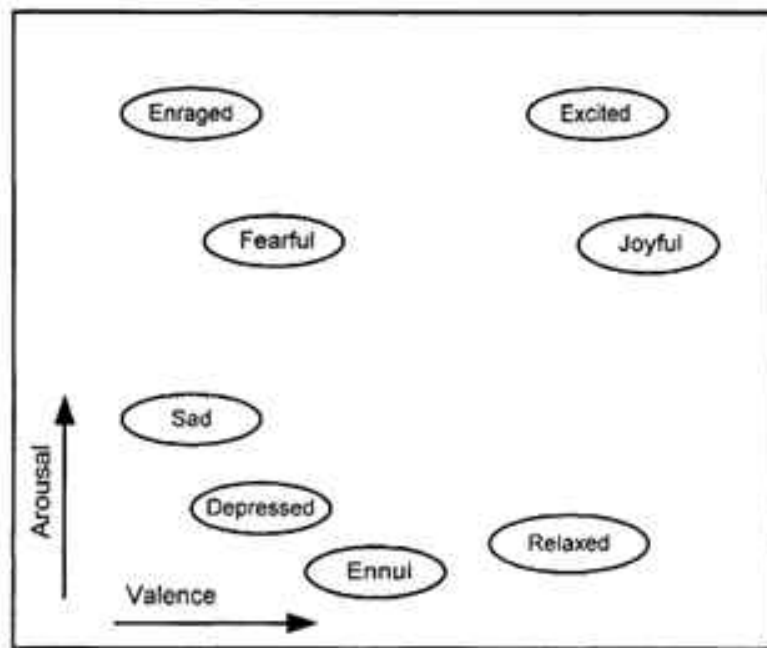 Enraged
Excited
Fearful
Joyful
Sad
Arousal
Depressed
Relaxed
Ennui
Valence